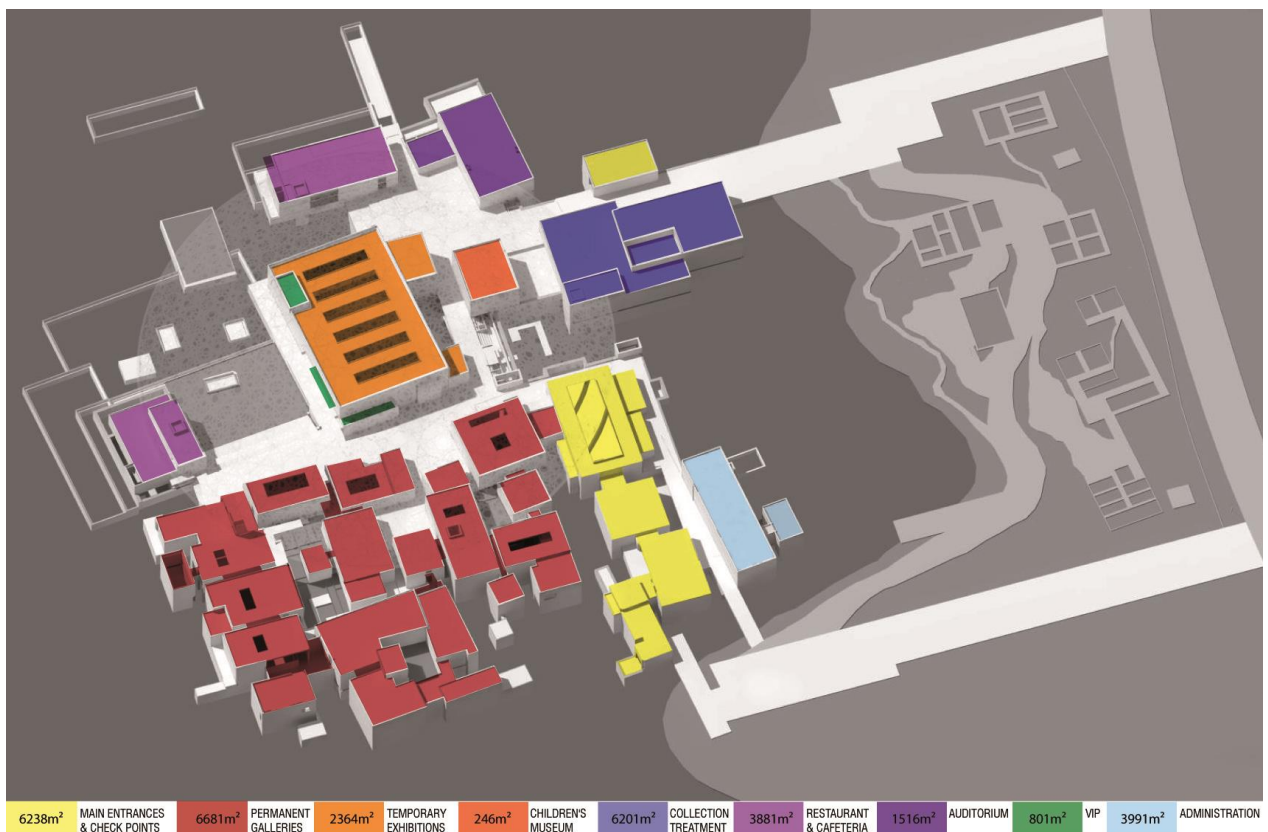 6238m²
MAIN ENTRANCES
& CHECK POINTS
6681m²
PERMANENT
GALLERIES
2364m²
TEMPORARY
EXHIBITIONS
246m²
CHILDREN'S
MUSEUM
6201m²
COLLECTION
TREATMENT
3881m²
RESTAURANT
& CAFETERIA
1516m²
AUDITORIUM
801m²
VIP
3991m²
ADMINISTRATION